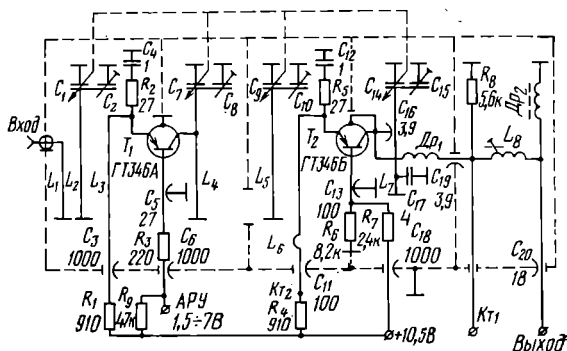 C4
1
C12
1
C1
C2
R2
27
C7
C8
C9
C10
R5
27
C14
C15
R8
5,6к
Др2
Вход
T1
ГТ346А
T2
ГТ346Б
C16
3,9
Др1
L8
L1
L2
L3
C5
27
L4
L5
C13
100
L7
C19
3,9
C17
4
C3
1000
R3
220
C6
1000
L6
R6
8,2к
R7
2,4к
C18
1000
C20
18
R1
910
R9
4,7к
АРУ
1,5÷7В
Кт2
R4
910
C11
100
+10,5В
Кт1
Выход